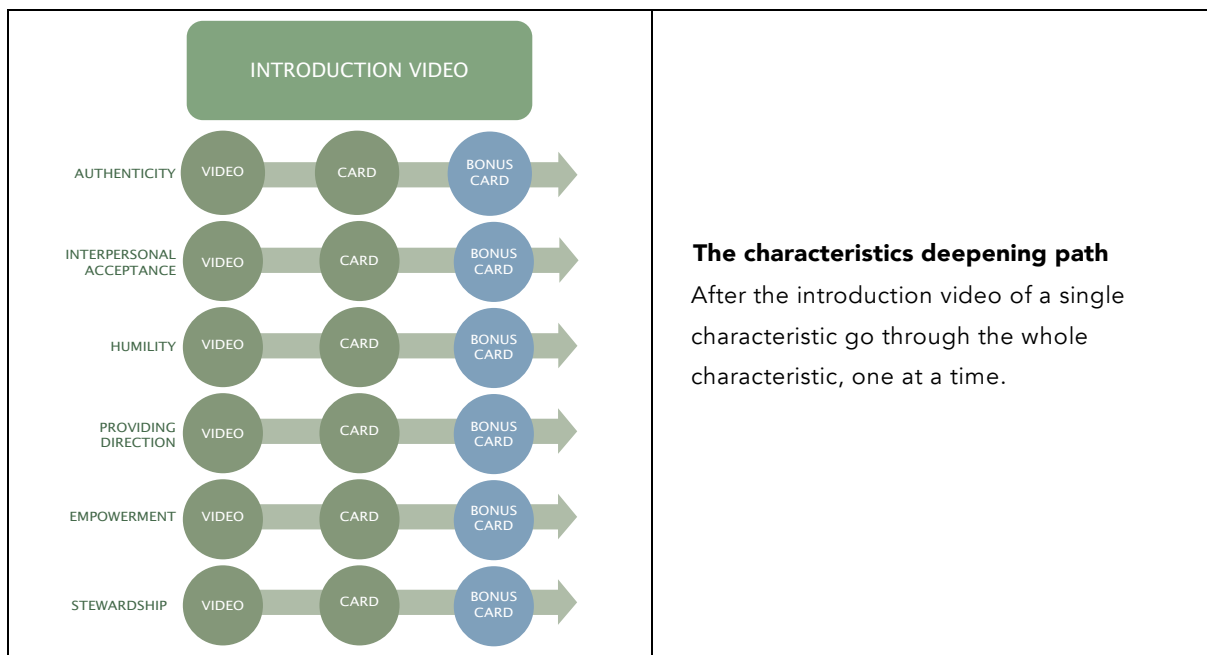 INTRODUCTION VIDEO
AUTHENTICITY
VIDEO
CARD
BONUS
CARD
INTERPERSONAL
ACCEPTANCE
VIDEO
CARD
BONUS
CARD
HUMILITY
VIDEO
CARD
BONUS
CARD
PROVIDING
DIRECTION
VIDEO
CARD
BONUS
CARD
EMPOWERMENT
VIDEO
CARD
BONUS
CARD
STEWARDSHIP
VIDEO
CARD
BONUS
CARD
The characteristics deepening path
After the introduction video of a single
characteristic go through the whole
characteristic, one at a time.